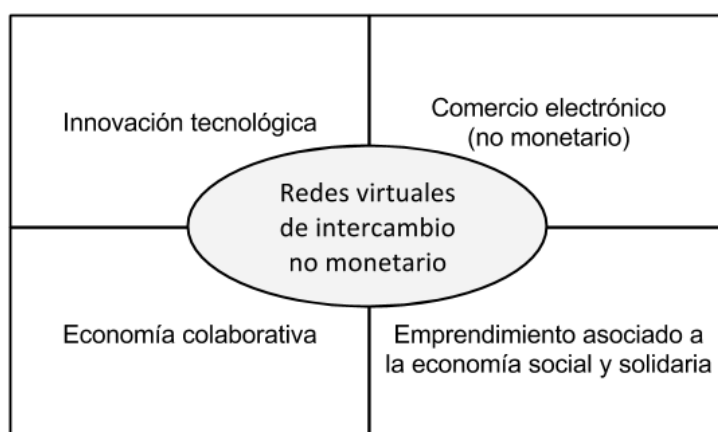 Innovación tecnológica
Comercio electrónico
(no monetario)
Redes virtuales
de intercambio
no monetario
Economía colaborativa
Emprendimiento asociado a
la economía social y solidaria